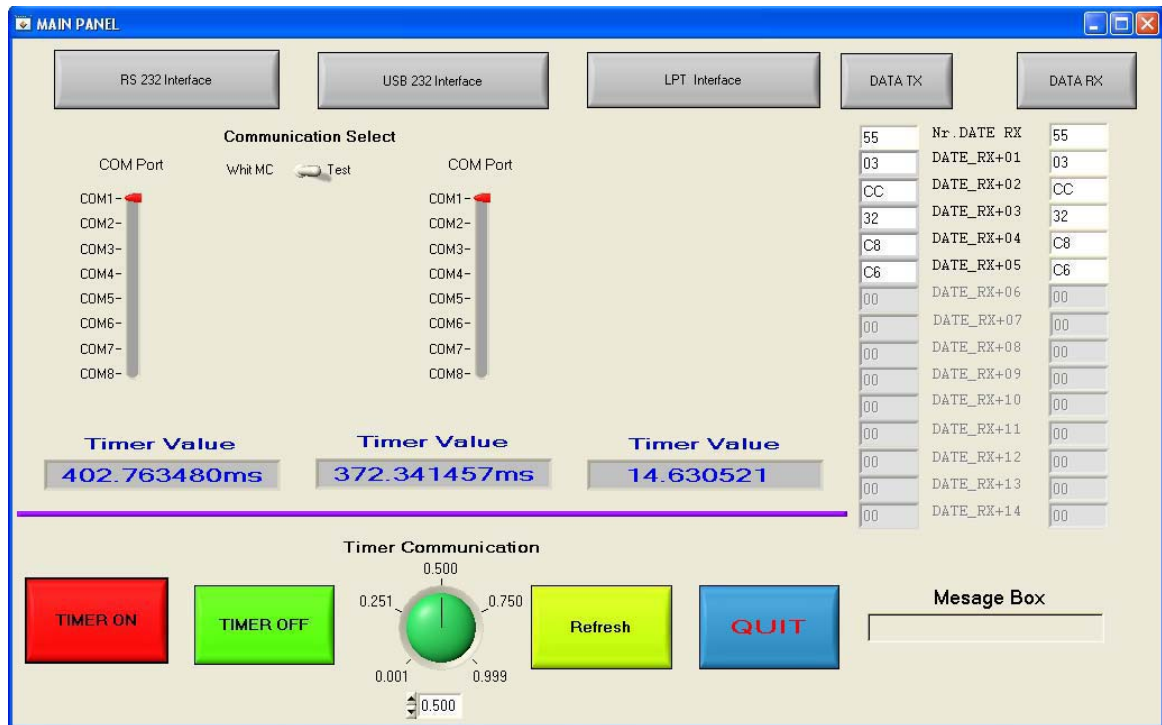 MAIN PANEL
RS 232 Interface
USB 232 Interface
LPT Interface
DATA TX
DATA RX
Communication Select
COM Port
Whit MC
Test
COM Port
COM1
COM2
COM3
COM4
COM5
COM6
COM7
COM8
COM1
COM2
COM3
COM4
COM5
COM6
COM7
COM8
55 Nr.DATE RX 55
03 DATE_RX+01 03
CC DATE_RX+02 CC
32 DATE_RX+03 32
C8 DATE_RX+04 C8
C6 DATE_RX+05 C6
00 DATE_RX+06 00
00 DATE_RX+07 00
00 DATE_RX+08 00
00 DATE_RX+09 00
00 DATE_RX+10 00
00 DATE_RX+11 00
00 DATE_RX+12 00
00 DATE_RX+13 00
00 DATE_RX+14 00
Timer Value
402.763480ms
Timer Value
372.341457ms
Timer Value
14.630521
TIMER ON
TIMER OFF
Timer Communication
0.500
0.251
0.750
0.001
0.999
0.500
Refresh
QUIT
Mesage Box